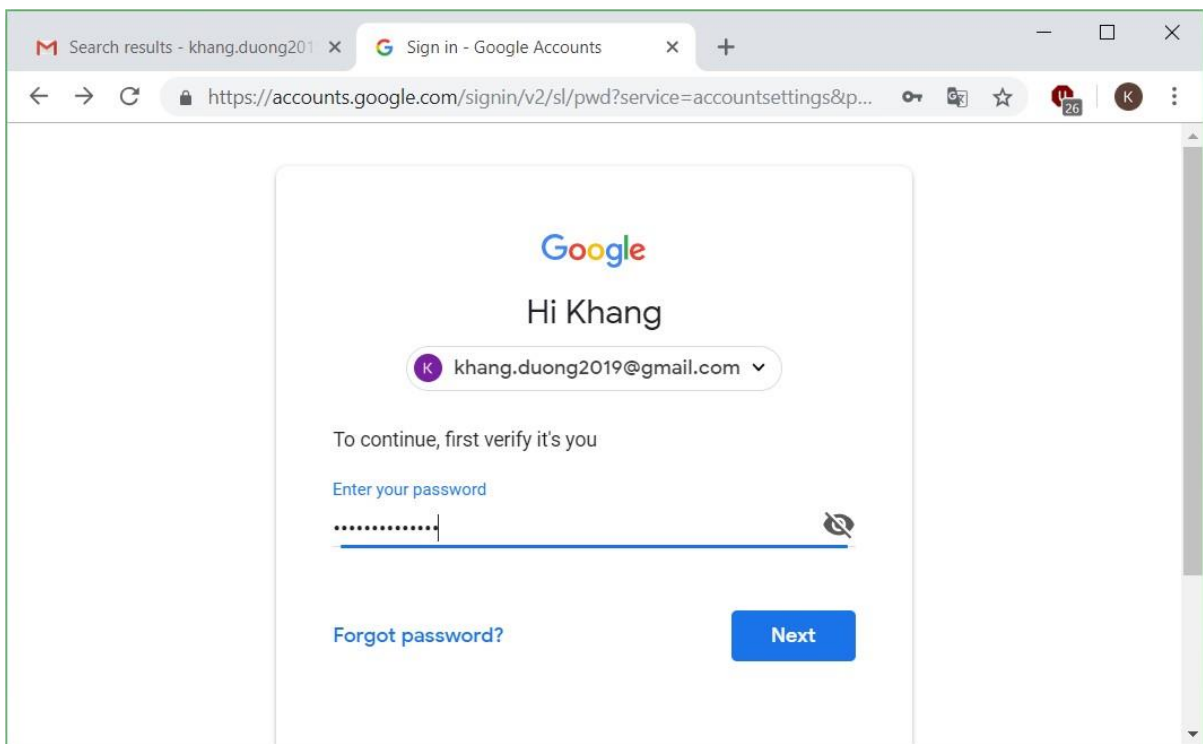 Search results - khang.duong201
Sign in - Google Accounts
https://accounts.google.com/signin/v2/sl/pwd?service=accountsettings&p...
26
K
Google
Hi Khang
K khang.duong2019@gmail.com
To continue, first verify it's you
Enter your password
••••••••••••••
Forgot password?
Next